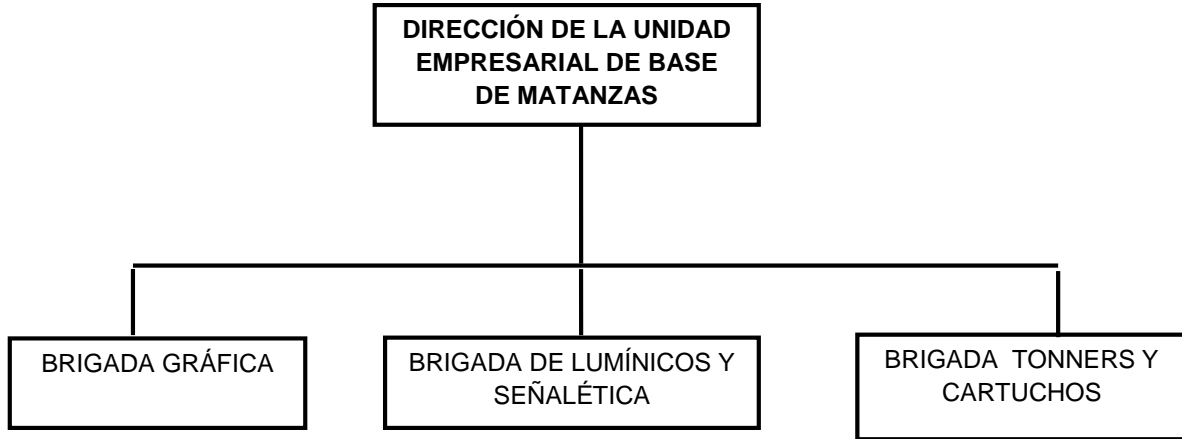 DIRECCIÓN DE LA UNIDAD
EMPRESARIAL DE BASE
DE MATANZAS
BRIGADA GRÁFICA
BRIGADA DE LUMÍNICOS Y
SEÑALÉTICA
BRIGADA TONNERS Y
CARTUCHOS